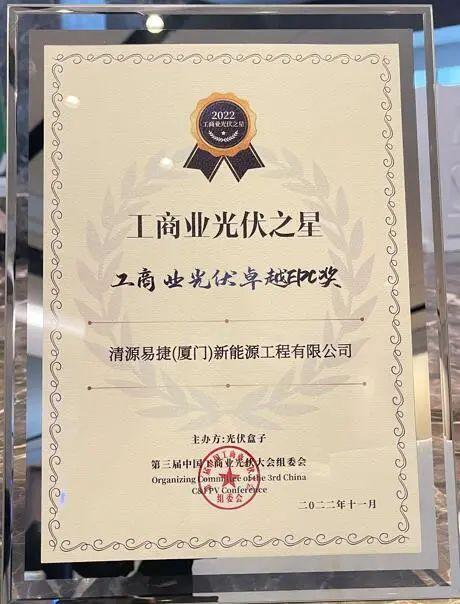 2022
工商业光伏之星
工商业光伏之星
工商业光伏卓越EPC奖
清源易捷(厦门)新能源工程有限公司
主办方:光伏盒子
第三届中国工商业光伏大会组委会
Organizing Committee of the 3rd China
C&I PV Conference
组委会
二〇二二年十一月